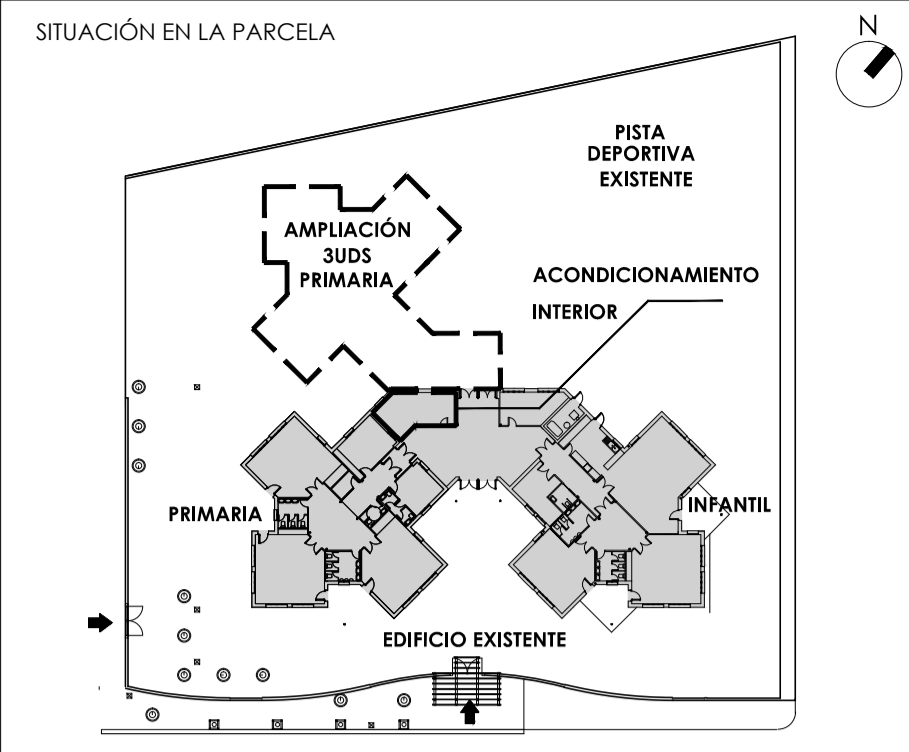 SITUACIÓN EN LA PARCELA
N
PISTA
DEPORTIVA
EXISTENTE
AMPLIACIÓN
3UDS
PRIMARIA
ACONDICIONAMIENTO
INTERIOR
PRIMARIA
INFANTIL
EDIFICIO EXISTENTE